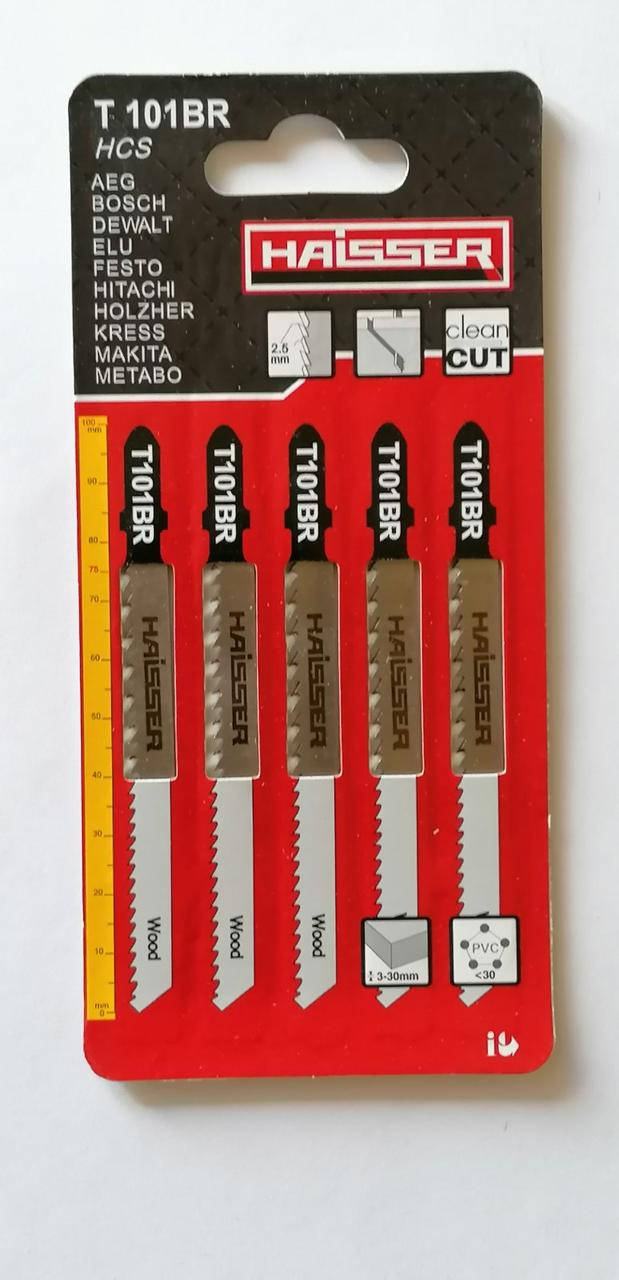 T 101BR
HCS
AEG
BOSCH
DEWALT
ELU
FESTO
HITACHI
HOLZHER
KRESS
MAKITA
METABO
HAISSER
2.5
mm
clean
CUT
100
mm
90
80
75
70
60
50
40
30
20
10
mm
0
T101BR
T101BR
T101BR
T101BR
T101BR
HAISSER
HAISSER
HAISSER
HAISSER
HAISSER
Wood
Wood
Wood
3-30mm
PVC
<30